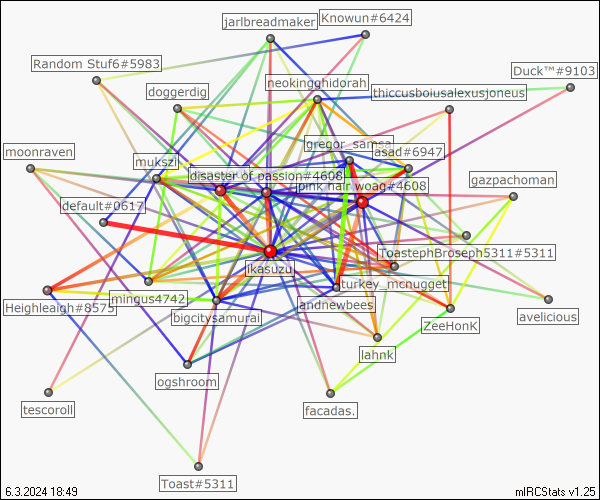 jarlbreadmaker
Knowun#6424
Random Stuf6#5983
Duck™#9103
neokingghidorah
doggerdig
thiccusboiusalexusjoneus
gregor_samsa
moonraven
asad#6947
mukszi
disaster of passion#4608
pink hair woag#4608
gazpachoman
default#0617
ToastephBroseph5311#5311
jkasuzu
turkey_mcnugget
mingus4742
andnewbees
Heighleigh#8575
bigcitysamurai
avelicious
ZeeHonK
lahnk
ogshroom
tescoroll
facadas.
Toast#5311
6.3.2024 18:49
mIRCStats v1.25